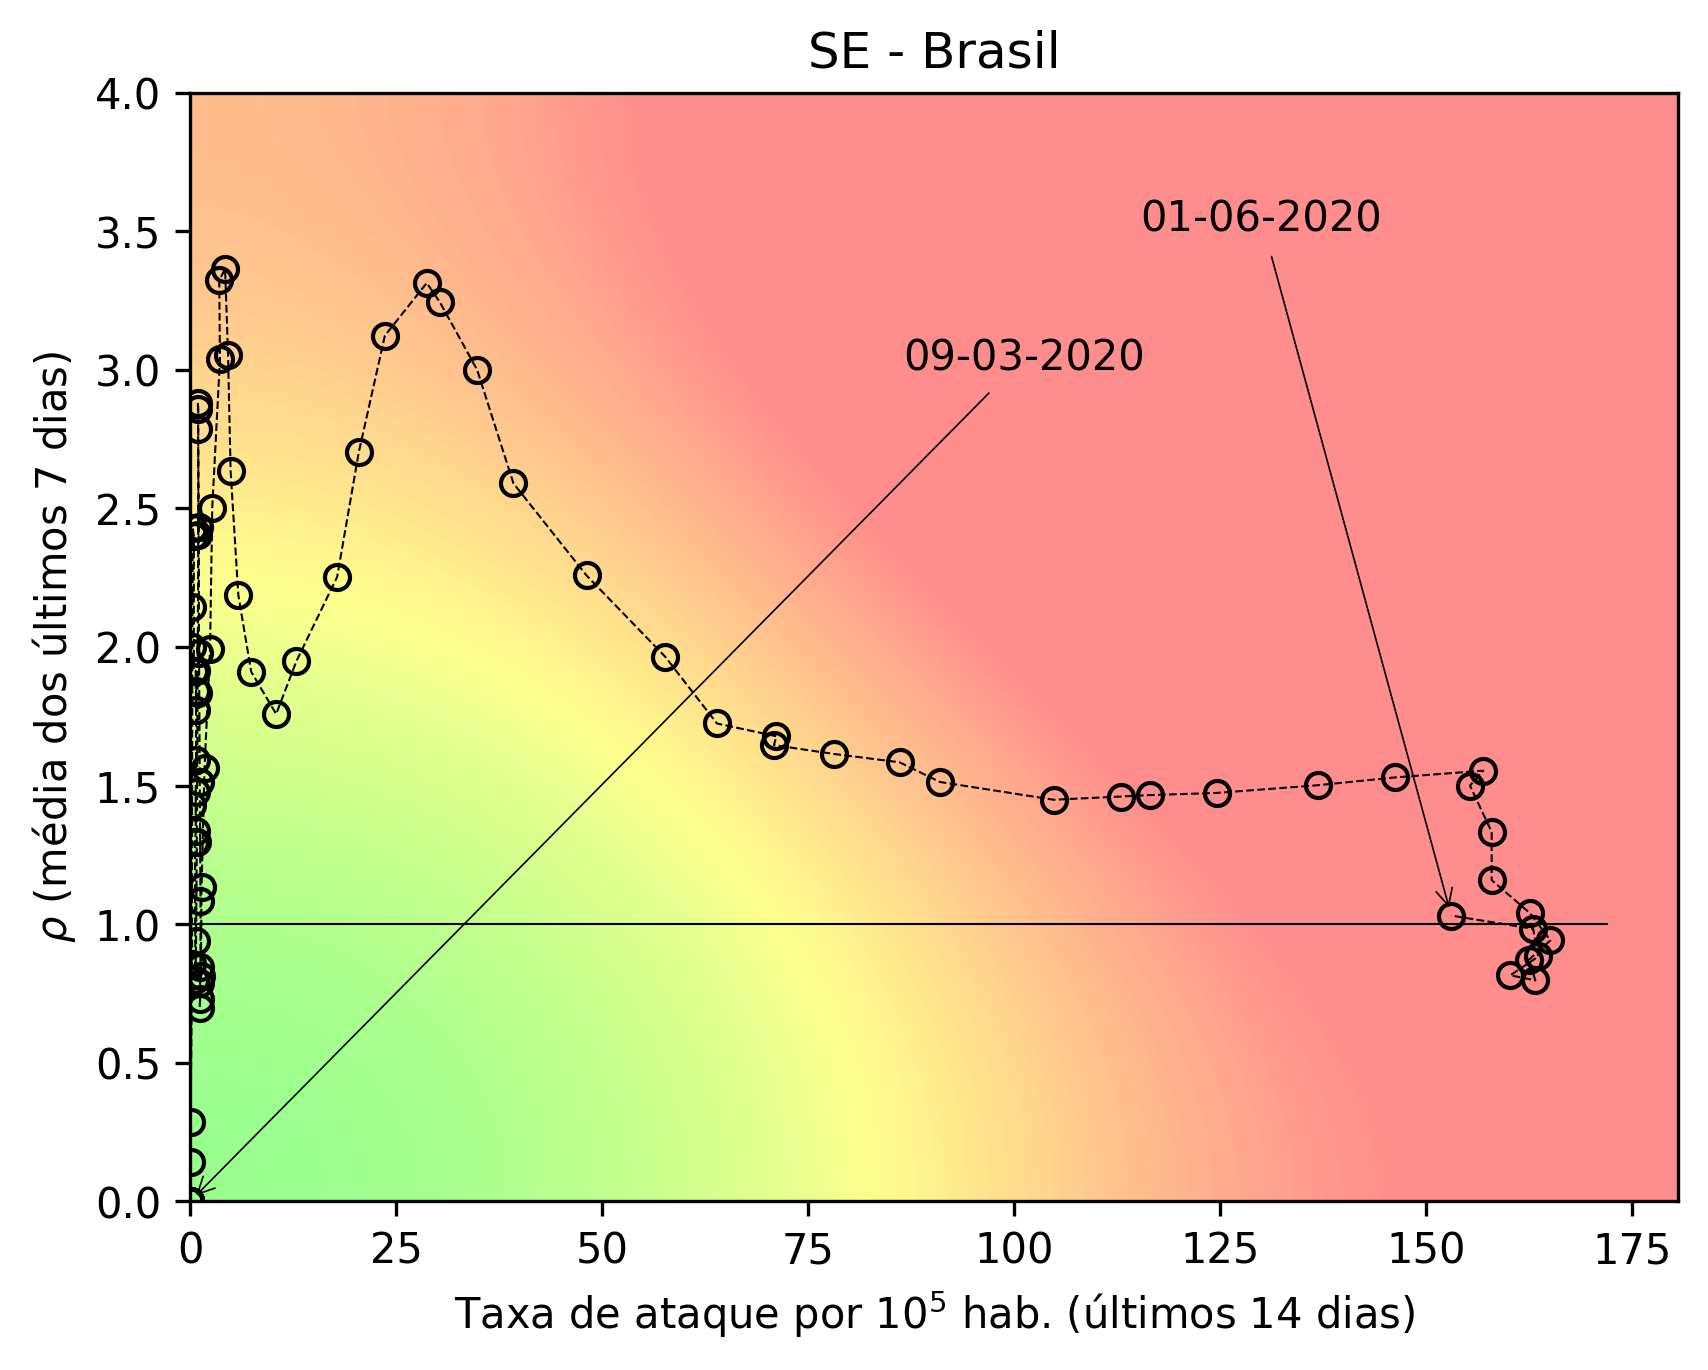 SE - Brasil
4.0
3.5
3.0
2.5
2.0
1.5
1.0
0.5
0.0
ρ (média dos últimos 7 dias)
01-06-2020
09-03-2020
0 25 50 75 100 125 150 175
Taxa de ataque por 10⁵ hab. (últimos 14 dias)